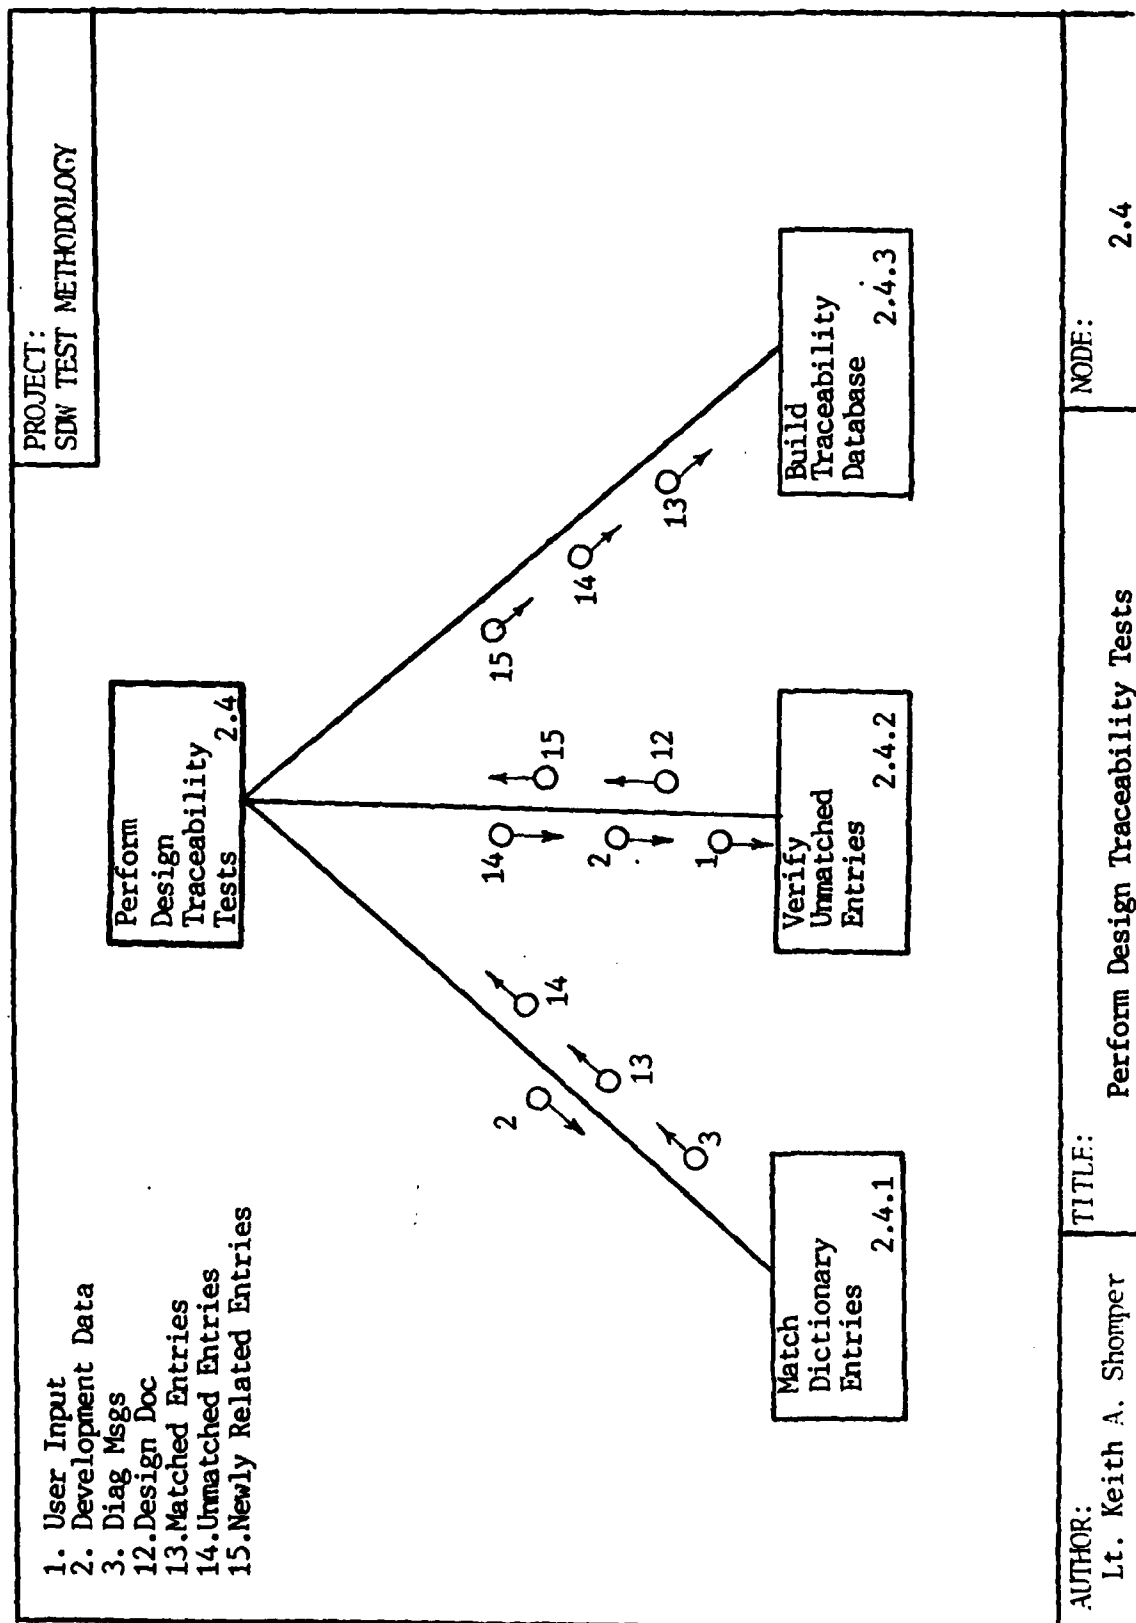 PROJECT:
SDW TEST METHODOLOGY
1. User Input
2. Development Data
3. Diag Msgs
12.Design Doc
13.Matched Entries
14.Unmatched Entries
15.Newly Related Entries
Perform
Design
Traceability
Tests 2.4
2
14
13
3
14
2
1
15
12
15
14
13
Match
Dictionary
Entries
2.4.1
Verify
Unmatched
Entries
2.4.2
Build
Traceability
Database
2.4.3
AUTHOR:
Lt. Keith A. Shomper
TITLE:
Perform Design Traceability Tests
NODE:
2.4